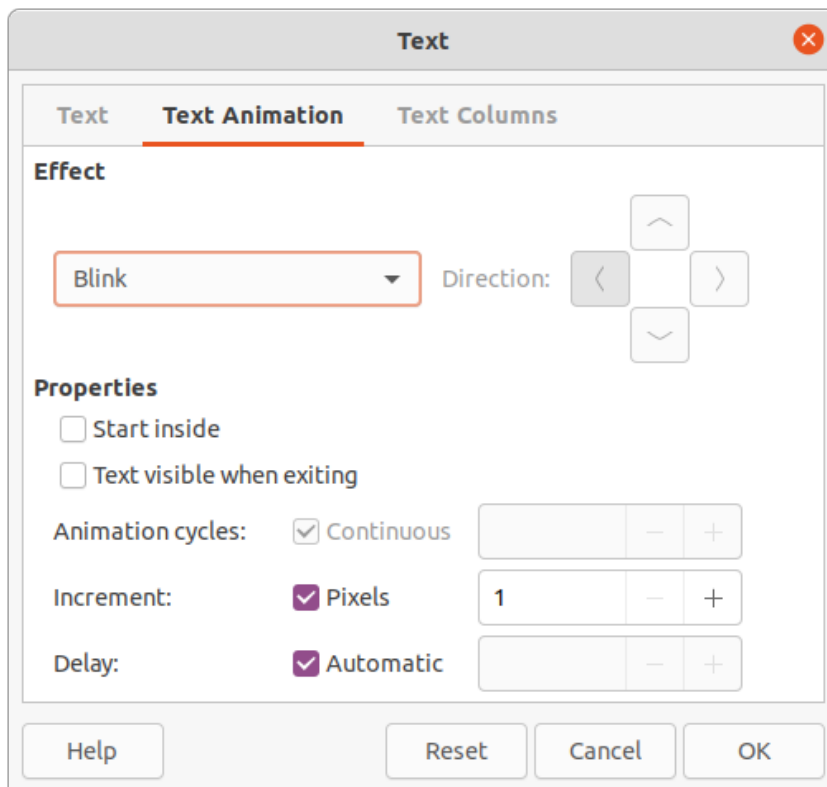 Text
Text Text Animation Text Columns
Effect
Blink Direction:
Properties
Start inside
Text visible when exiting
Animation cycles: Continuous
Increment: Pixels 1
Delay: Automatic
Help Reset Cancel OK